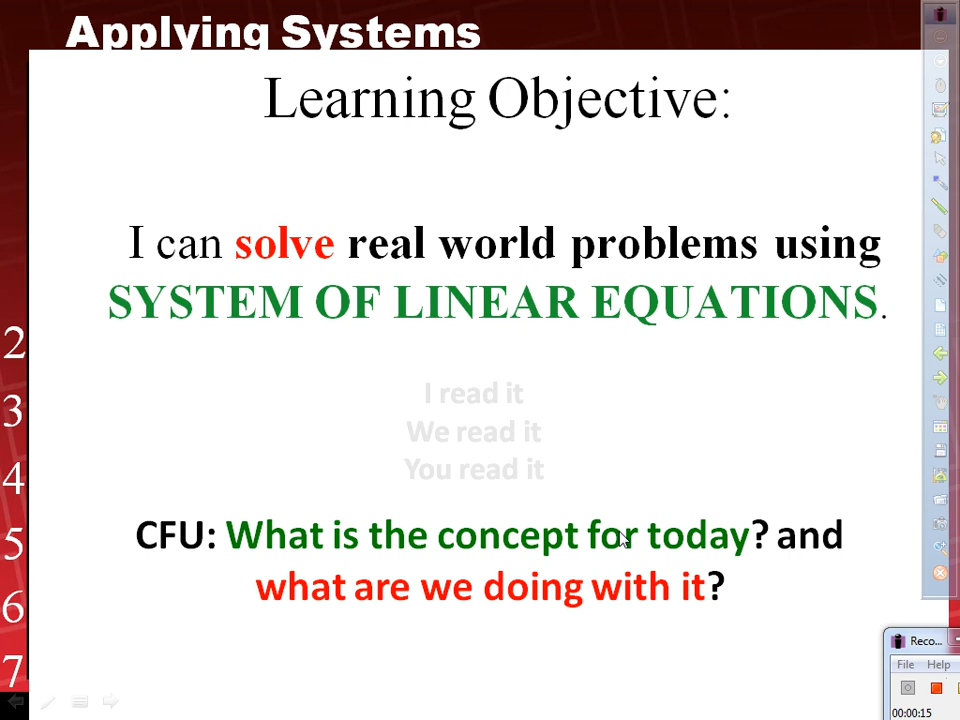 Applying Systems
Learning Objective:
I can solve real world problems using
SYSTEM OF LINEAR EQUATIONS.
I read it
We read it
You read it
CFU: What is the concept for today? and
what are we doing with it?
2
3
4
5
6
7
Reco...
File Help
00:00:15